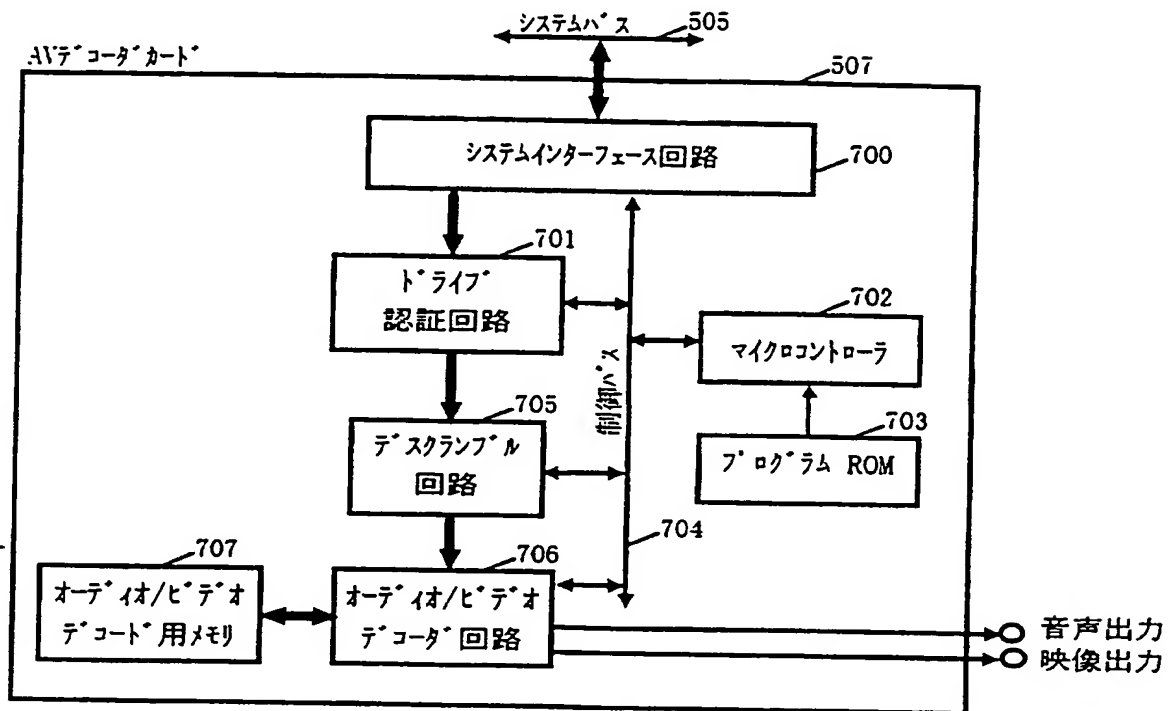 システムバス
505
AVデコーダカード
507
システムインターフェース回路
700
701
ドライブ
認証回路
702
マイクロコントローラ
制御バス
705
デスクランブル
回路
703
プログラム ROM
704
707
オーディオ/ビデオ
デコード用メモリ
706
オーディオ/ビデオ
デコーダ回路
音声出力
映像出力